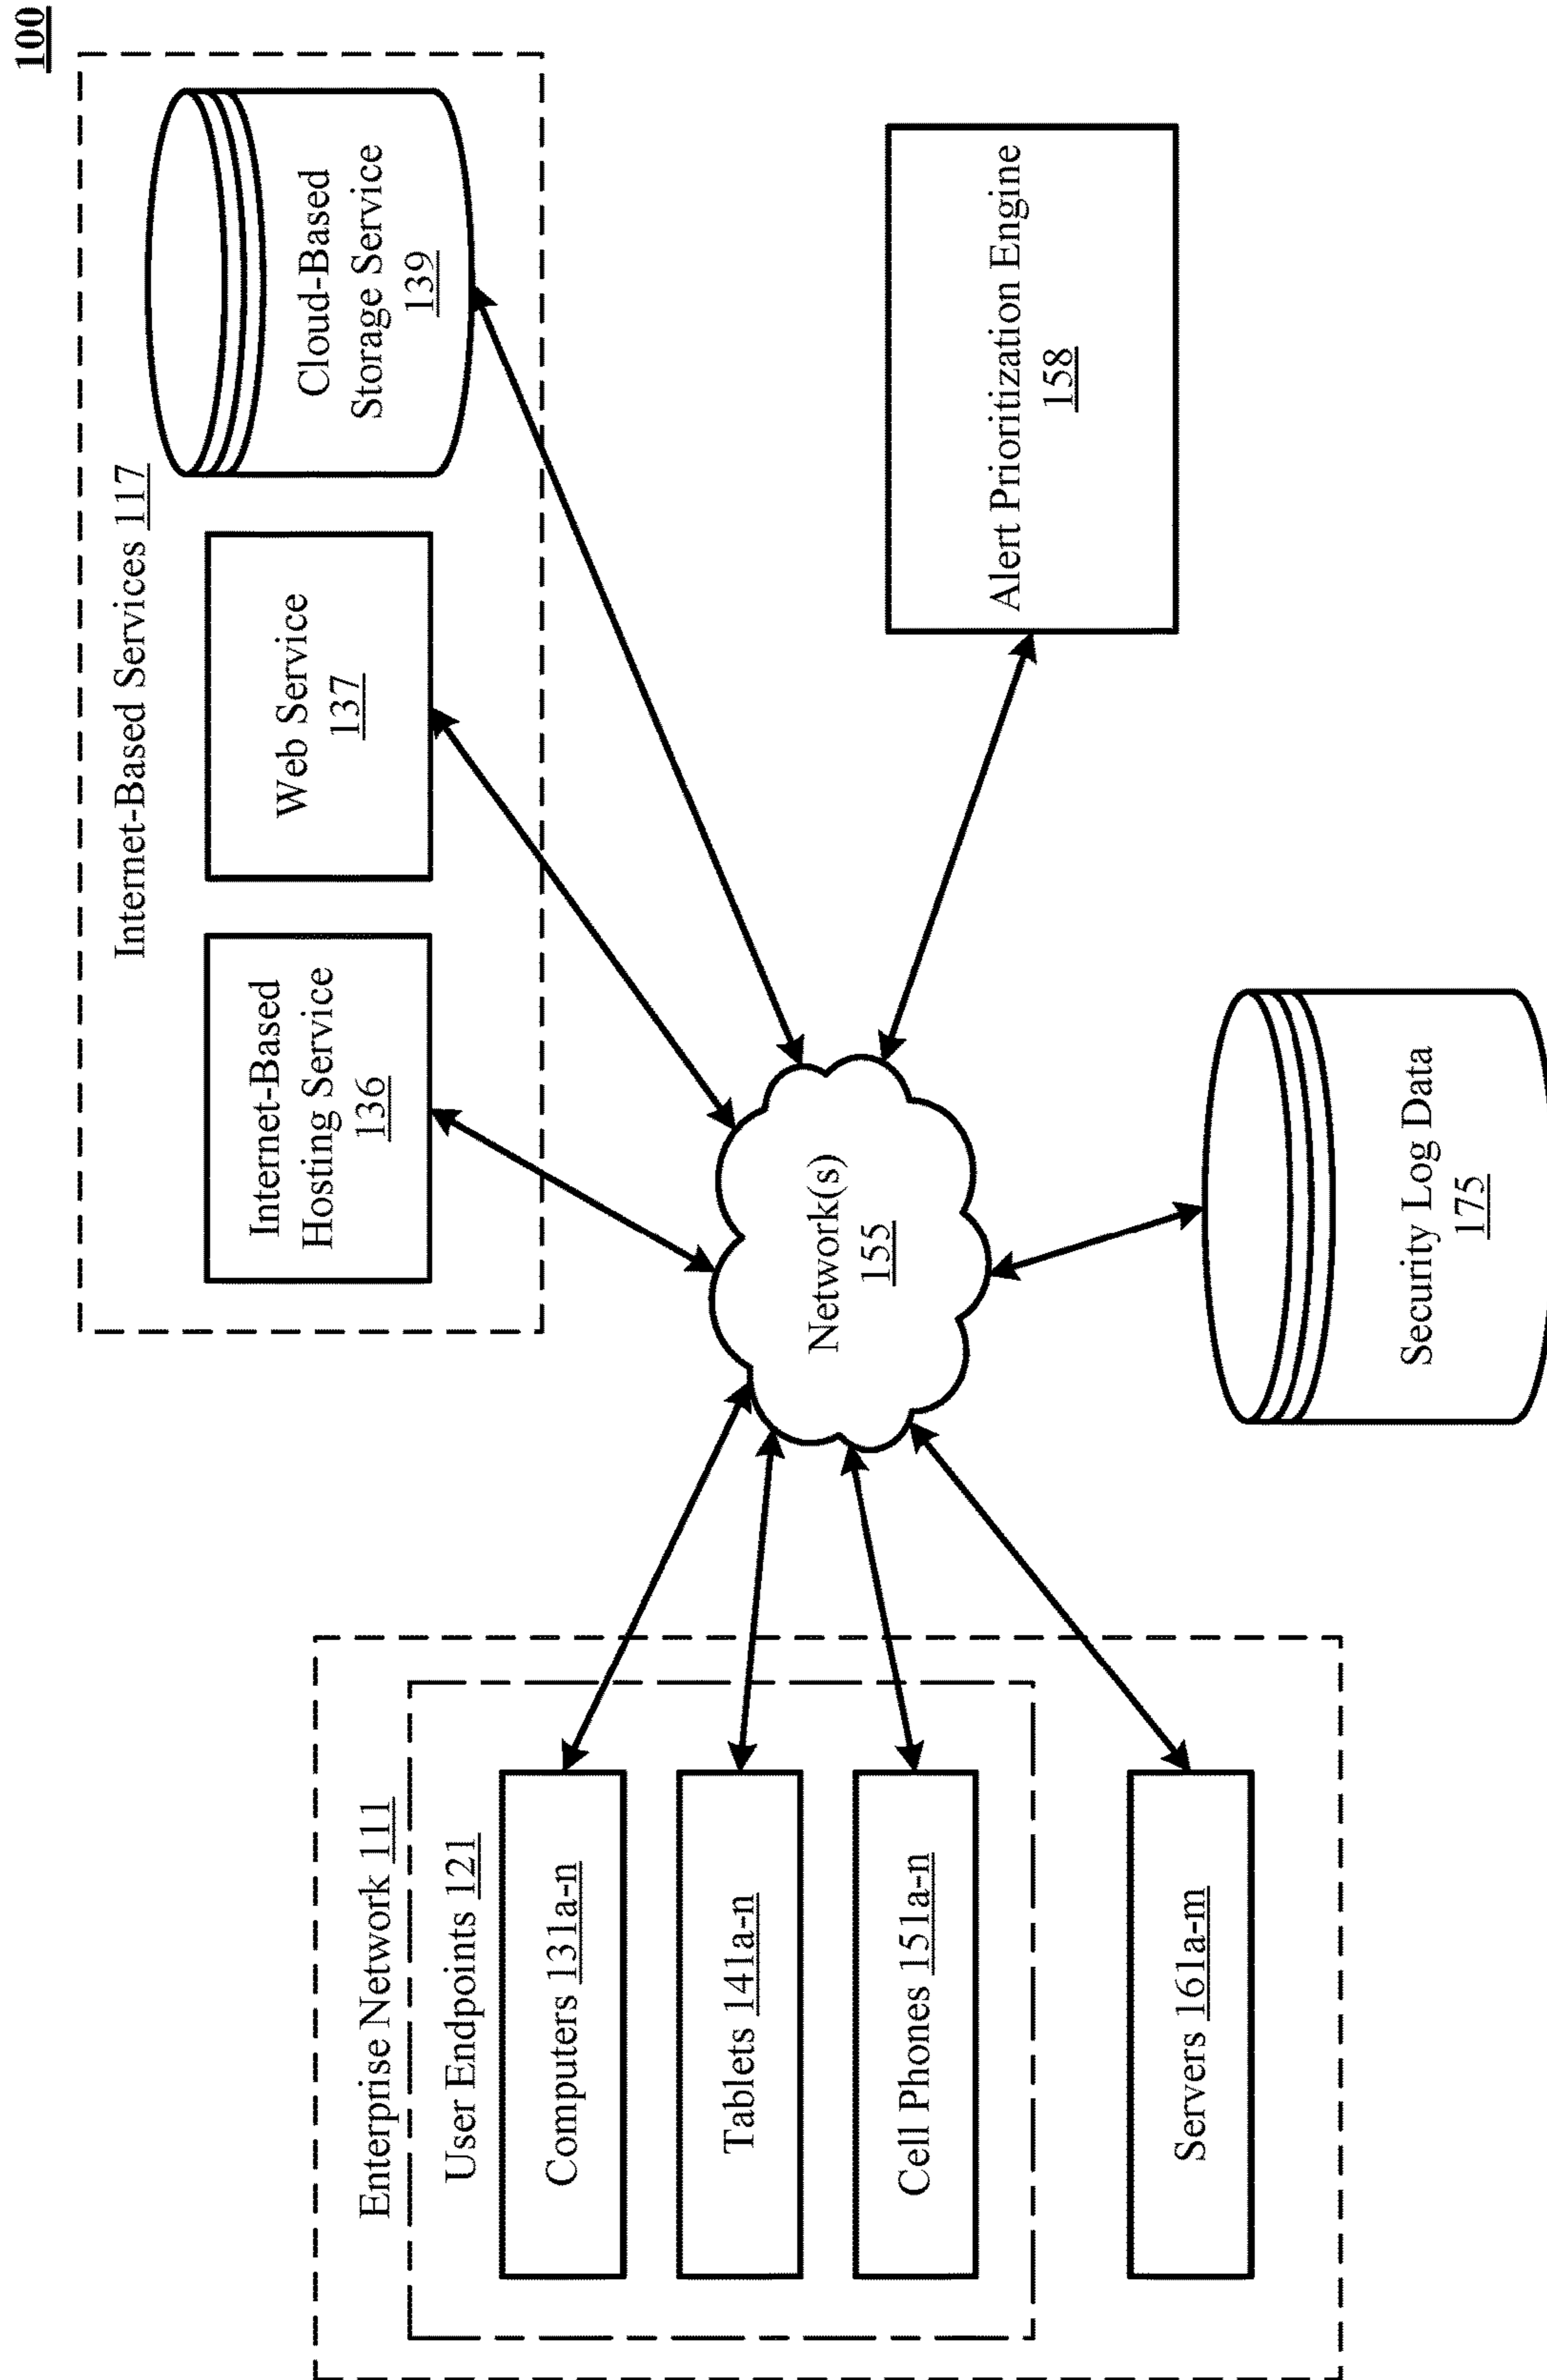 100
Internet-Based Services 117
Internet-Based
Hosting Service
136
Web Service
137
Cloud-Based
Storage Service
139
Enterprise Network 111
User Endpoints 121
Computers 131a-n
Tablets 141a-n
Cell Phones 151a-n
Servers 161a-m
Network(s)
155
Alert Prioritization Engine
158
Security Log Data
175